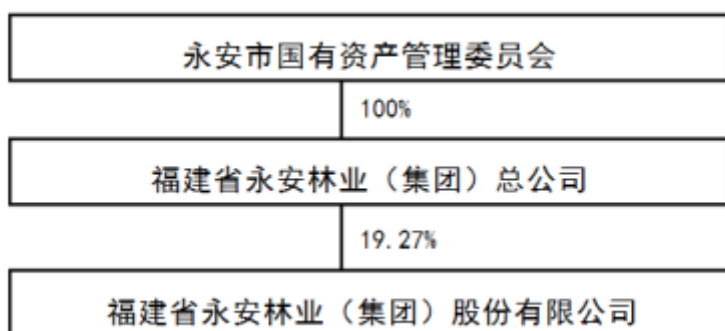 永安市国有资产管理委员会
100%
福建省永安林业（集团）总公司
19.27%
福建省永安林业（集团）股份有限公司